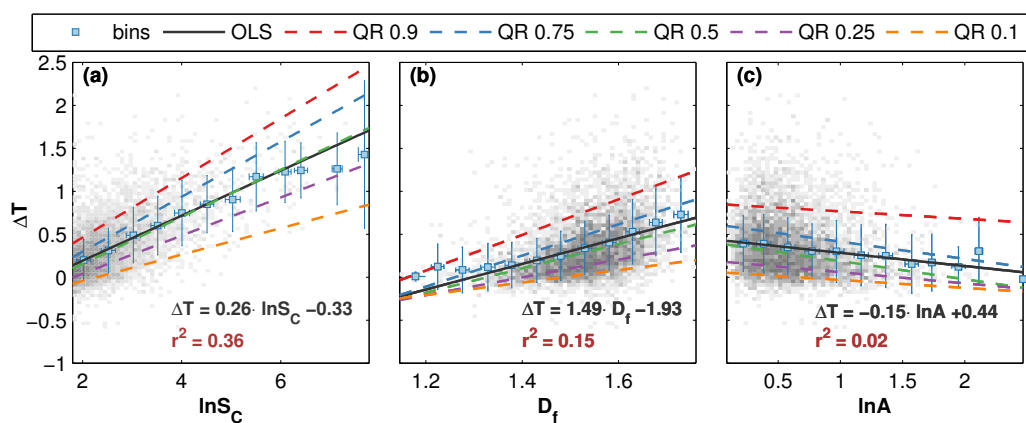 bins OLS QR 0.9 QR 0.75 QR 0.5 QR 0.25 QR 0.1
(a) (b) (c)
2.5
2
1.5
1
0.5
0
−0.5
−1
ΔT
ΔT = 0.26· lnS_C −0.33
r² = 0.36
ΔT = 1.49· D_f −1.93
r² = 0.15
ΔT = −0.15· lnA +0.44
r² = 0.02
2 4 6
1.2 1.4 1.6
0.5 1 1.5 2
lnS_C D_f lnA